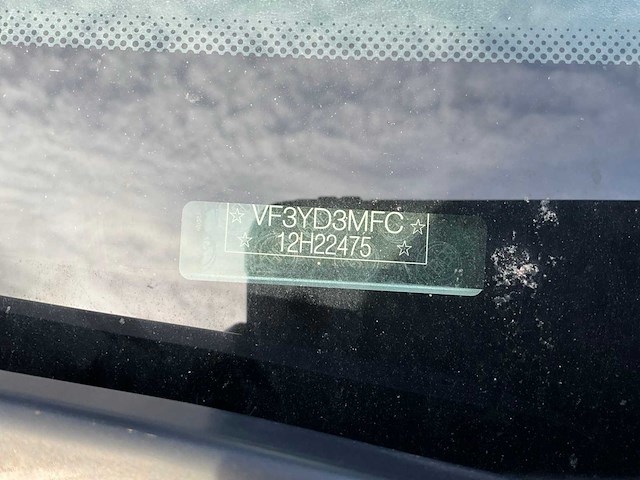 ☆ VF3YD3MFC ☆
☆ 12H22475 ☆